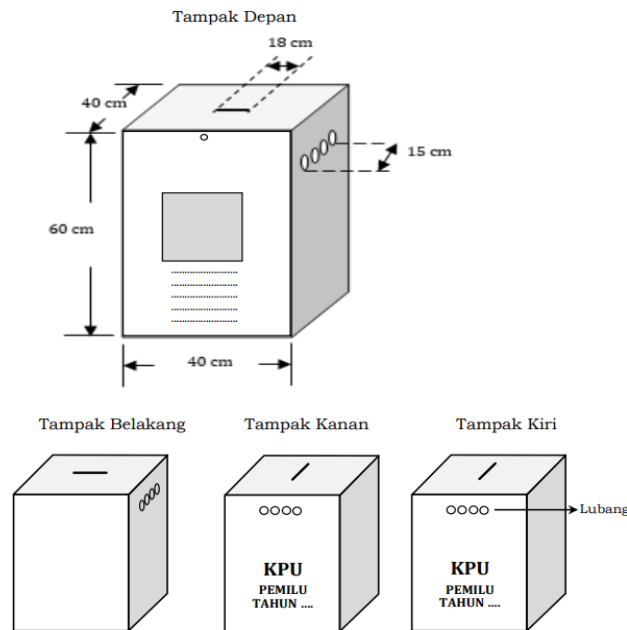 Tampak Depan
18 cm
40 cm
15 cm
60 cm
40 cm
Tampak Belakang
Tampak Kanan
Tampak Kiri
Lubang
KPU
PEMILU
TAHUN ....
KPU
PEMILU
TAHUN ....